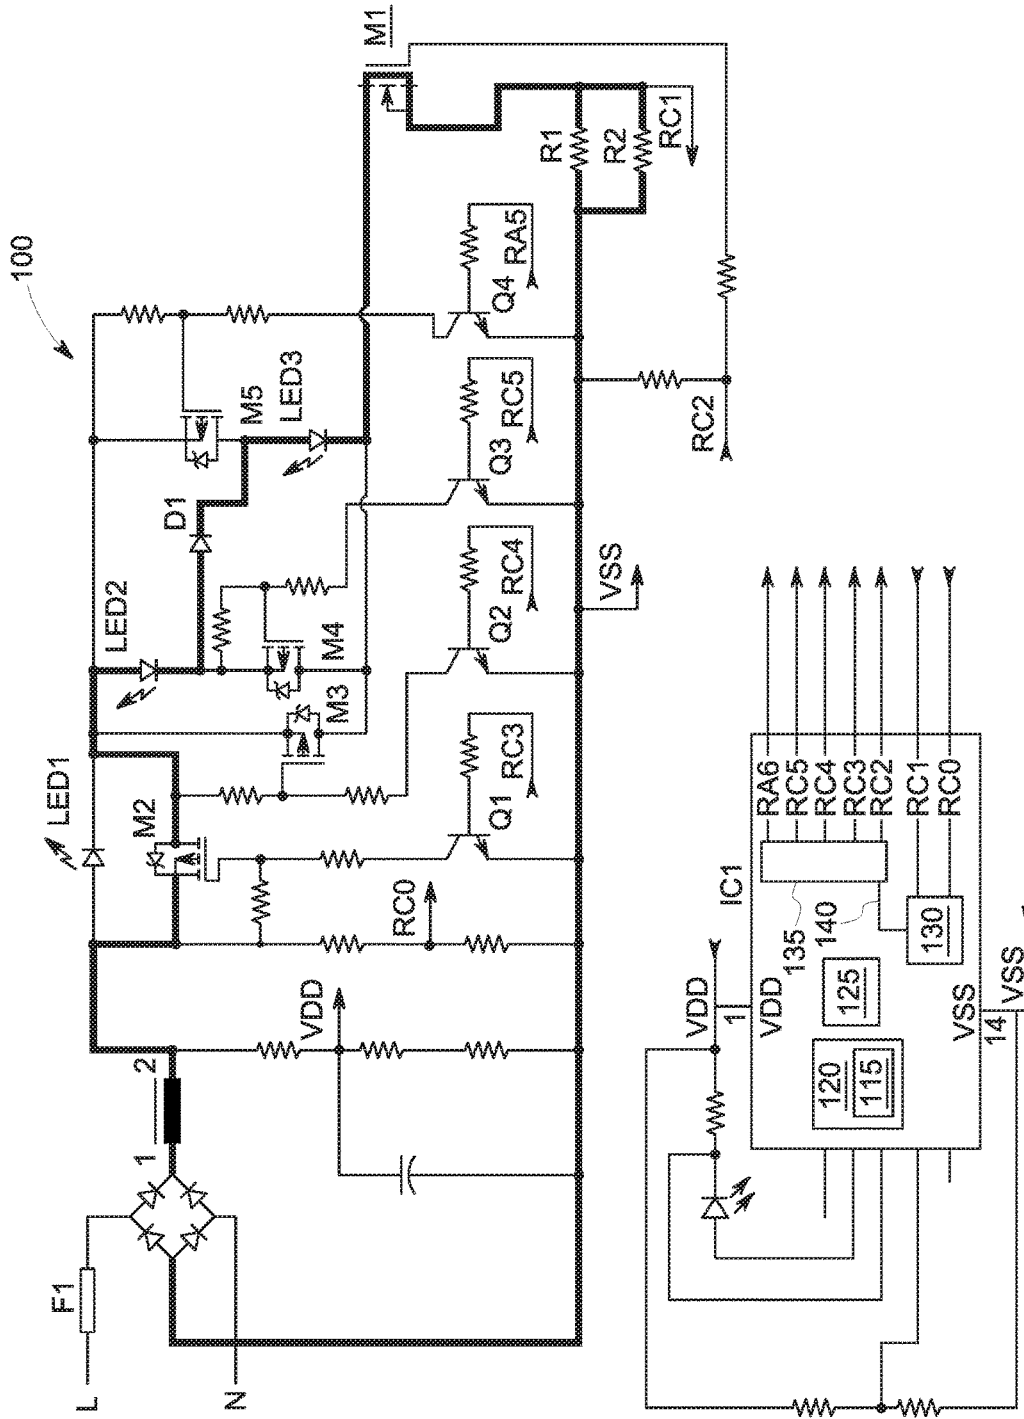 100
L
N
F1
1
2
LED1
M2
LED2
D1
M5
LED3
M1
M3
M4
VDD
RC0
Q1
RC3
Q2
RC4
Q3
RC5
Q4
RA5
R1
R2
RC1
RC2
VSS
VDD
1
IC1
VDD
135
140
RA6
RC5
RC4
RC3
RC2
RC1
RC0
120
115
125
130
VSS
14
VSS